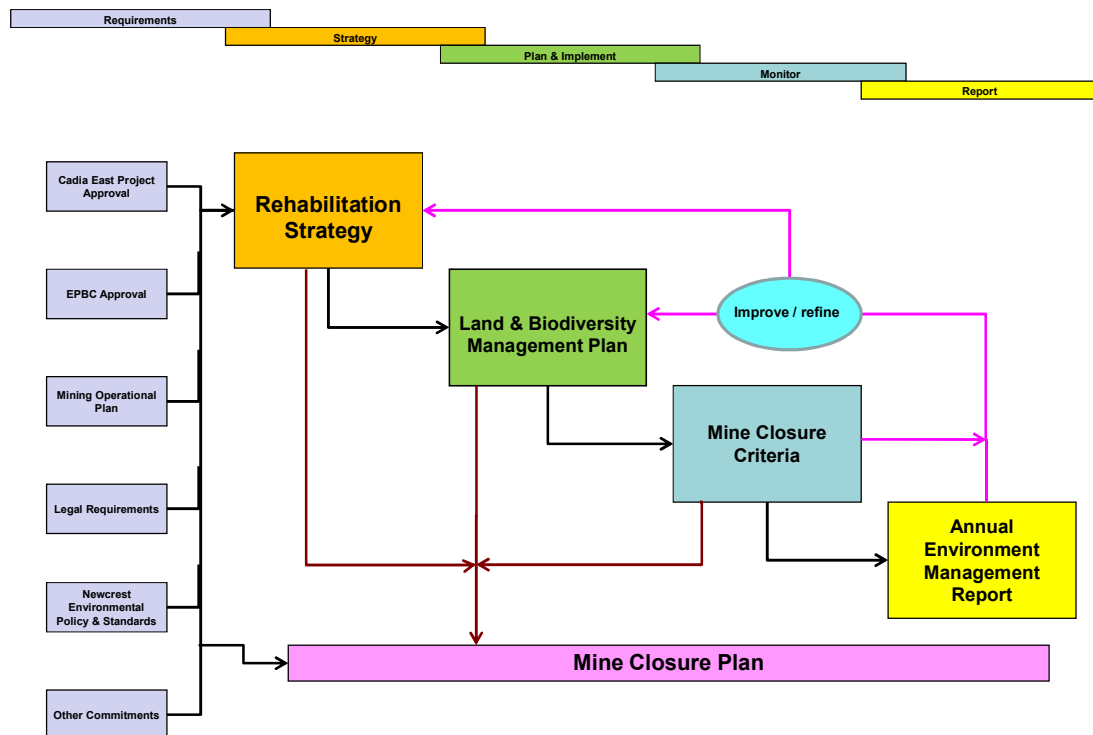 Requirements
Strategy
Plan & Implement
Monitor
Report
Cadia East Project
Approval
EPBC Approval
Mining Operational
Plan
Legal Requirements
Newcrest
Environmental
Policy & Standards
Other Commitments
Rehabilitation
Strategy
Land & Biodiversity
Management Plan
Improve / refine
Mine Closure
Criteria
Annual
Environment
Management
Report
Mine Closure Plan